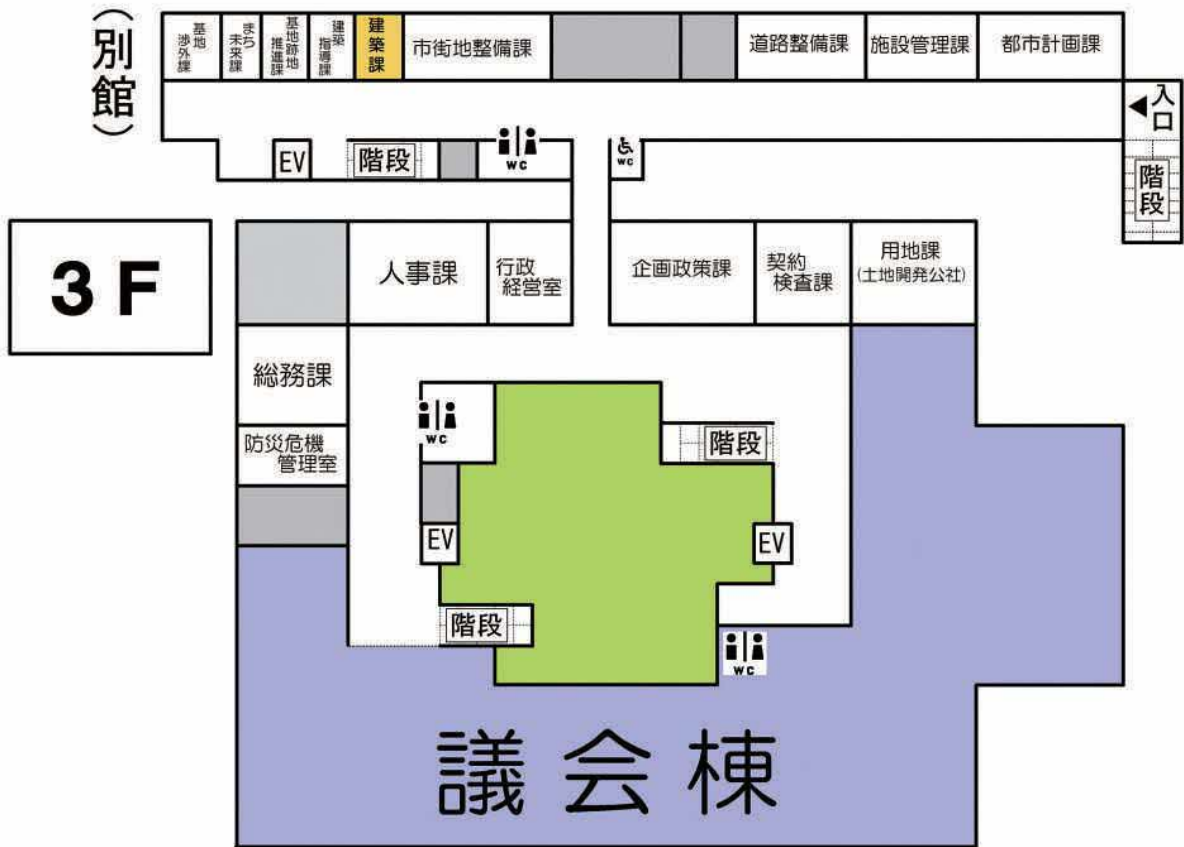 (別館)
基地
渉外課
まち
未来課
基地跡地
推進課
建築
指導課
建築課
市街地整備課
道路整備課
施設管理課
都市計画課
◀入口
EV
階段
WC
WC
階段
3F
人事課
行政
経営室
企画政策課
契約
検査課
用地課
(土地開発公社)
総務課
防災危機
管理室
WC
階段
EV
EV
階段
WC
議会棟